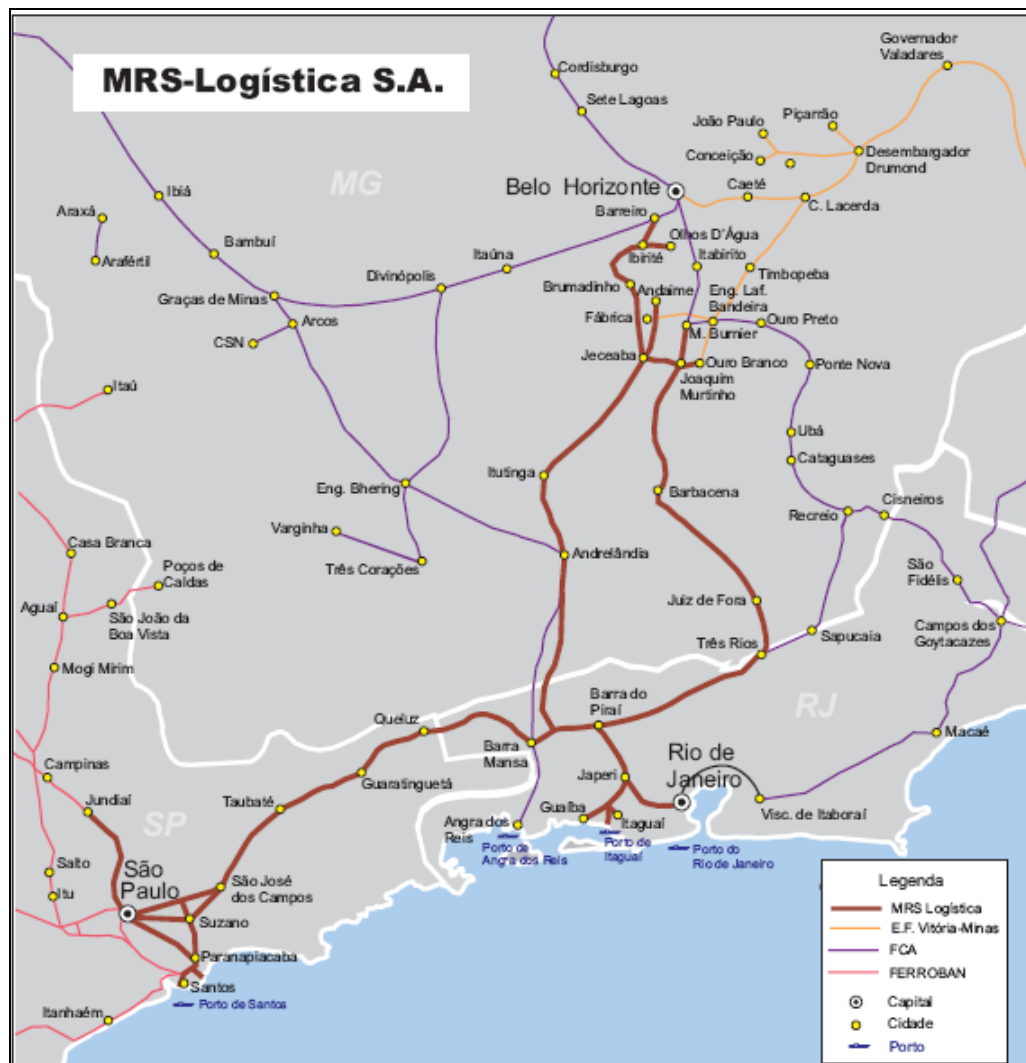 MRS-Logística S.A.
Governador
Valadares
Cordisburgo
Sete Lagoas
Piçarrão
João Paulo
Conceição
Desembargador
Drumond
MG
Belo Horizonte
Caeté
C. Lacerda
Ibiá
Araxá
Barreiro
Olhos D'Água
Bambuí
Itaúna
Ibirité
Itabirito
Arafértil
Divinópolis
Timbopeba
Brumadinho
Andaime
Eng. Laf.
Bandeira
Graças de Minas
Arcos
Fábrica
Ouro Preto
M. Burnier
CSN
Jeceaba
Ouro Branco
Ponte Nova
Joaquim
Murtinho
Itaú
Ubá
Cataguases
Itutinga
Eng. Bhering
Barbacena
Cisneiros
Recreio
Varginha
Casa Branca
Andrelândia
Três Corações
Poços de
Caldas
São
Fidélis
Aguaí
São João da
Boa Vista
Juiz de Fora
Sapucaia
Campos dos
Goytacazes
Três Rios
Mogi Mirim
Barra do
Piraí
RJ
Queluz
Barra
Mansa
Rio de
Janeiro
Macaé
Campinas
Japeri
Guaratinguetá
Jundiaí
Taubaté
Guaíba
Itaguaí
Visc. de Itaboraí
SP
Angra dos
Reis
Porto de
Angra dos Reis
Porto de
Itaguaí
Porto do
Rio de Janeiro
Salto
Itu
São
Paulo
São José
dos Campos
Suzano
Paranapiacaba
Santos
Porto de Santos
Itanhaém
Legenda
MRS Logística
E.F. Vitória-Minas
FCA
FERROBAN
Capital
Cidade
Porto